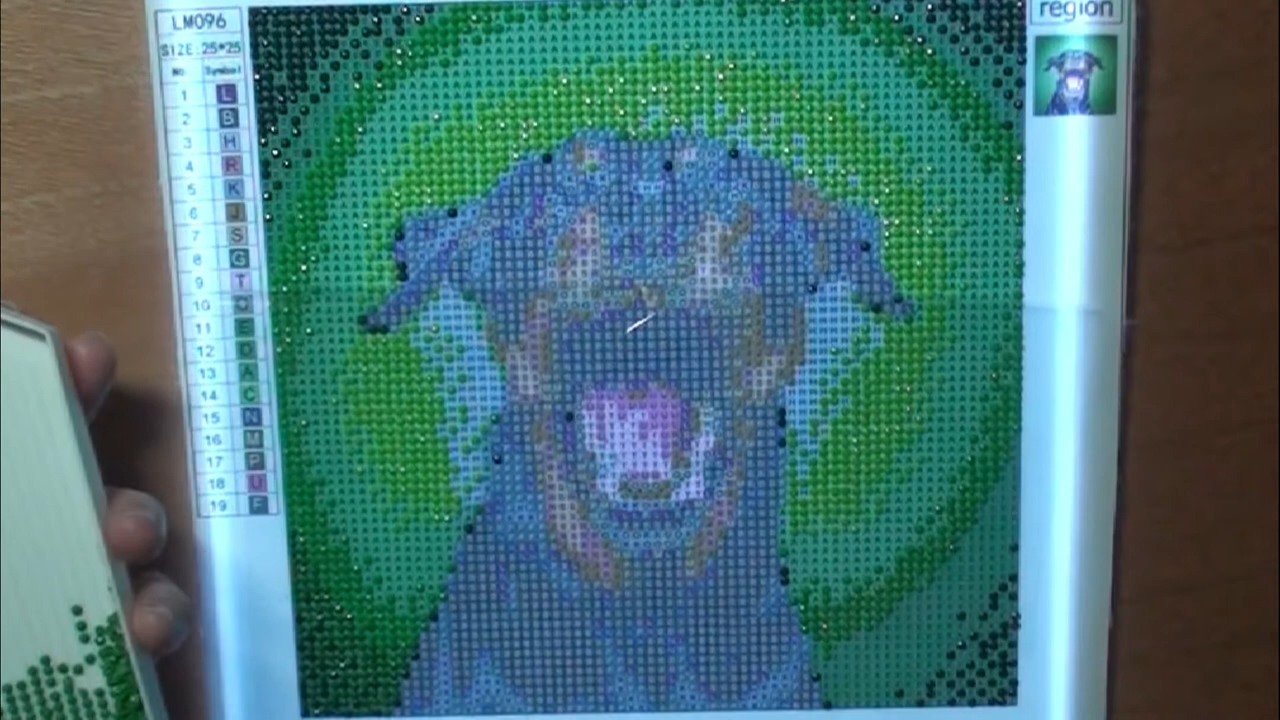 LM096
SIZE:25*25
No Symbol
1 L
2 B
3 H
4 R
5 K
6 J
7 S
8 G
9 T
10
11 E
12 D
13 A
14 C
15 N
16 M
17 P
18 U
19 F
region